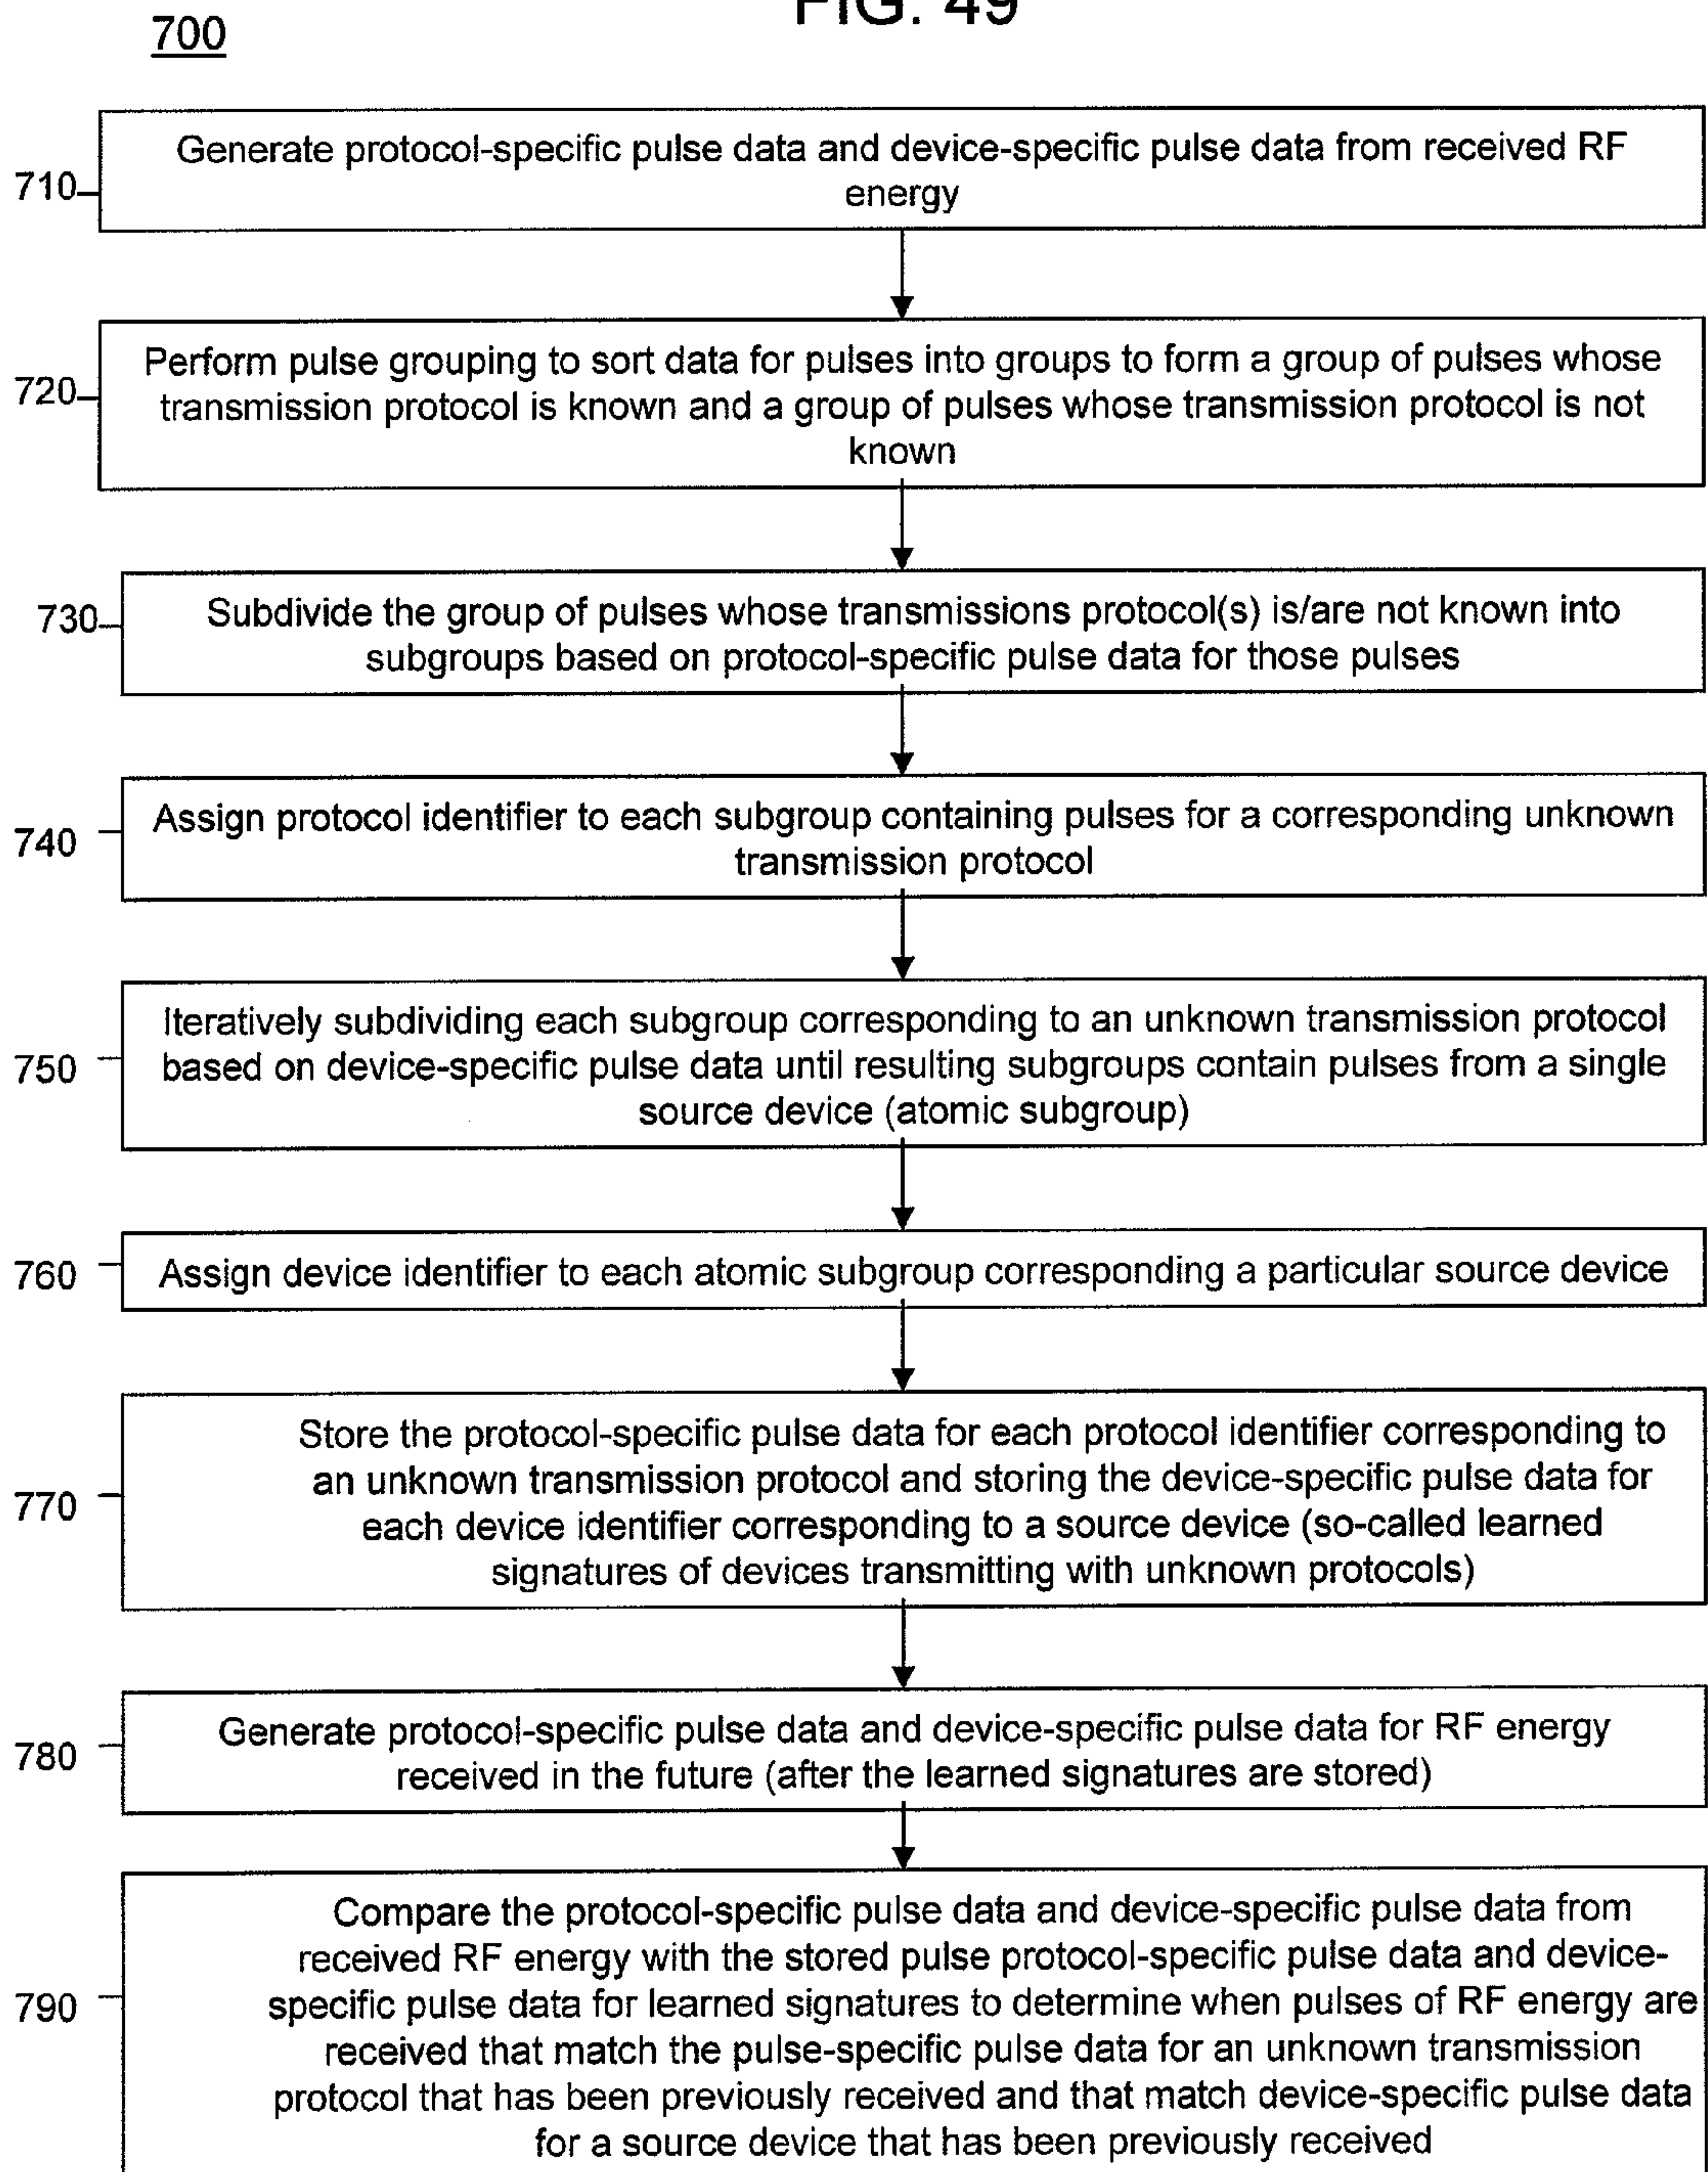 FIG. 49
700
710
Generate protocol-specific pulse data and device-specific pulse data from received RF
energy
720
Perform pulse grouping to sort data for pulses into groups to form a group of pulses whose
transmission protocol is known and a group of pulses whose transmission protocol is not
known
730
Subdivide the group of pulses whose transmissions protocol(s) is/are not known into
subgroups based on protocol-specific pulse data for those pulses
740
Assign protocol identifier to each subgroup containing pulses for a corresponding unknown
transmission protocol
750
Iteratively subdividing each subgroup corresponding to an unknown transmission protocol
based on device-specific pulse data until resulting subgroups contain pulses from a single
source device (atomic subgroup)
760
Assign device identifier to each atomic subgroup corresponding a particular source device
770
Store the protocol-specific pulse data for each protocol identifier corresponding to
an unknown transmission protocol and storing the device-specific pulse data for
each device identifier corresponding to a source device (so-called learned
signatures of devices transmitting with unknown protocols)
780
Generate protocol-specific pulse data and device-specific pulse data for RF energy
received in the future (after the learned signatures are stored)
790
Compare the protocol-specific pulse data and device-specific pulse data from
received RF energy with the stored pulse protocol-specific pulse data and device-
specific pulse data for learned signatures to determine when pulses of RF energy are
received that match the pulse-specific pulse data for an unknown transmission
protocol that has been previously received and that match device-specific pulse data
for a source device that has been previously received